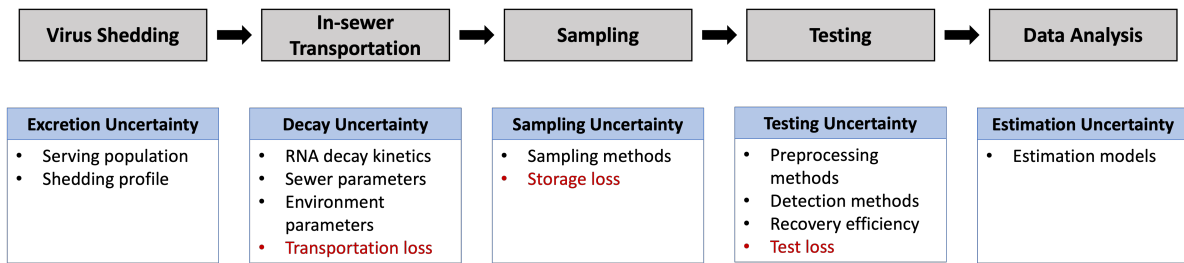 Virus Shedding
In-sewer
Transportation
Sampling
Testing
Data Analysis
Excretion Uncertainty
• Serving population
• Shedding profile
Decay Uncertainty
• RNA decay kinetics
• Sewer parameters
• Environment
parameters
• Transportation loss
Sampling Uncertainty
• Sampling methods
• Storage loss
Testing Uncertainty
• Preprocessing
methods
• Detection methods
• Recovery efficiency
• Test loss
Estimation Uncertainty
• Estimation models